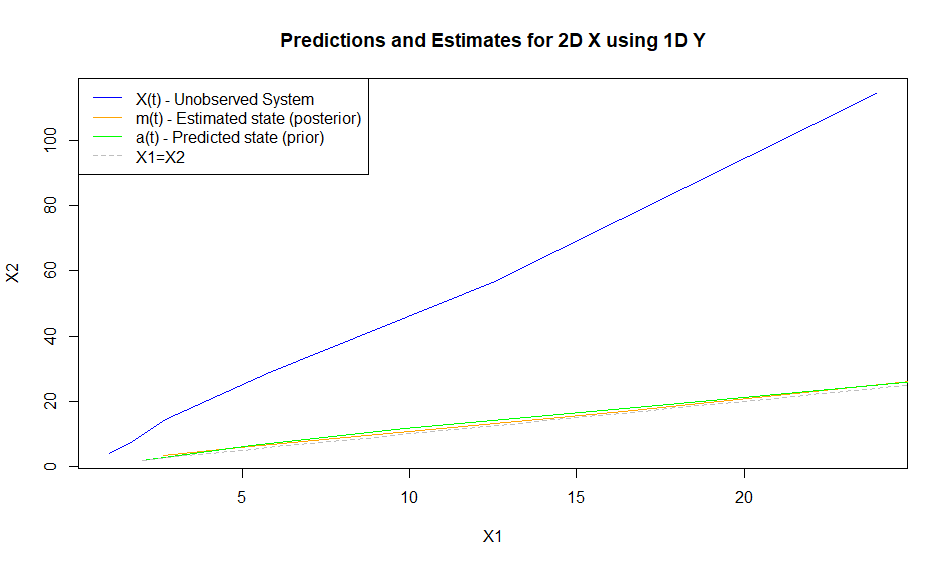 Predictions and Estimates for 2D X using 1D Y
X(t) - Unobserved System
m(t) - Estimated state (posterior)
a(t) - Predicted state (prior)
X1=X2
100
80
60
40
20
0
X2
5 10 15 20
X1